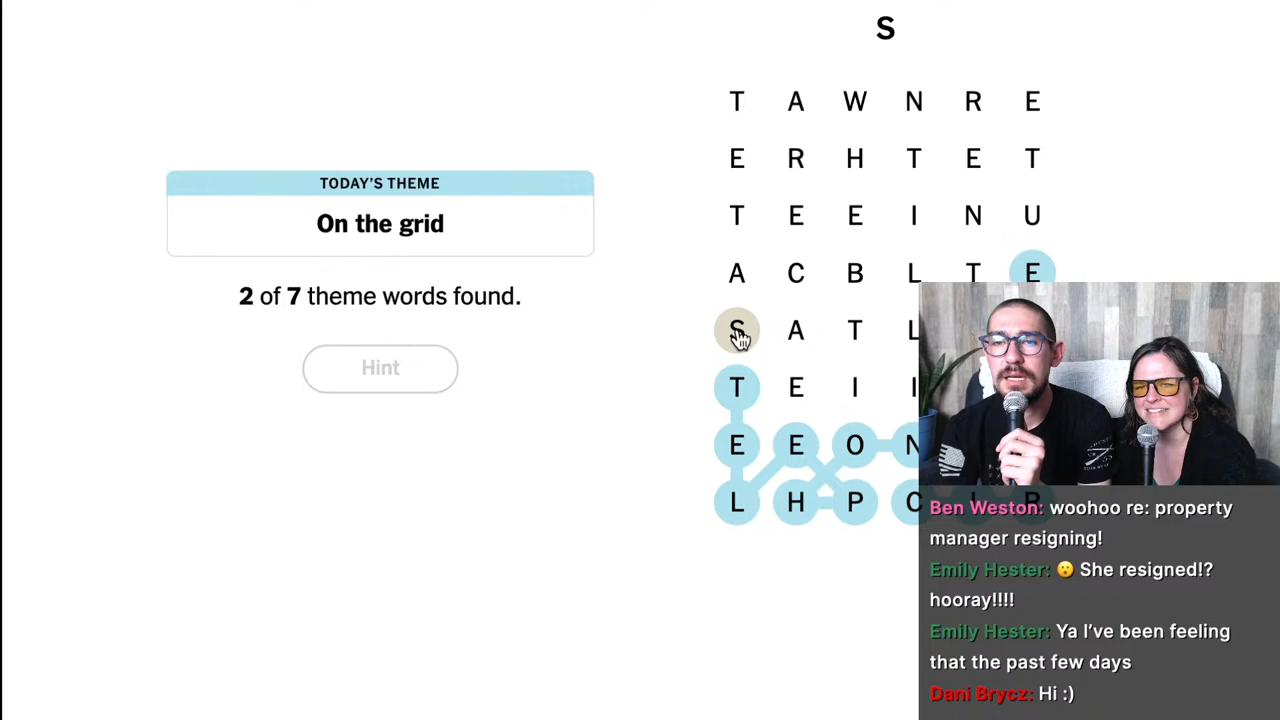 S
T A W N R E
E R H T E T
T E E I N U
A C B L T E
S A T L
T E I I
E E O N
L H P C I R
TODAY'S THEME
On the grid
2 of 7 theme words found.
Hint
Ben Weston: woohoo re: property
manager resigning!
Emily Hester: 😮 She resigned!?
hooray!!!!
Emily Hester: Ya I've been feeling
that the past few days
Dani Brycz: Hi :)